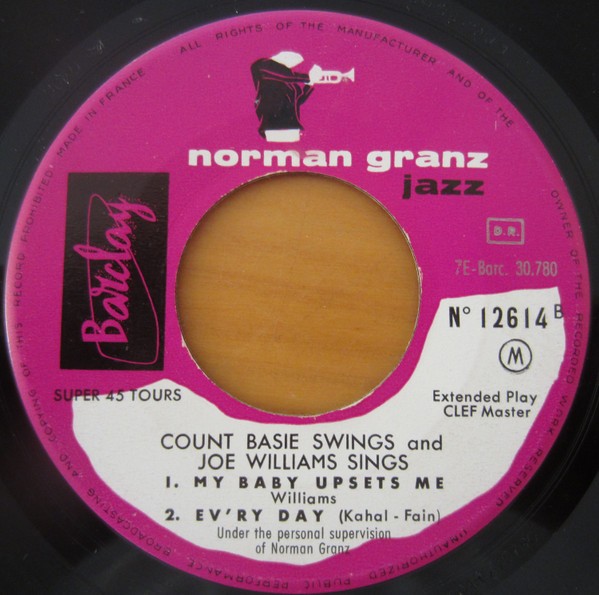 ALL RIGHTS OF THE MANUFACTURER AND OF THE OWNER OF THE RECORDED WORK RESERVED
UNAUTHORIZED PUBLIC PERFORMANCE BROADCASTING AND COPYING OF THIS RECORD PROHIBITED. MADE IN FRANCE
norman granz
jazz
Barclay
D.R.
7E-Barc. 30.780
N° 12614 B
M
SUPER 45 TOURS
Extended Play
CLEF Master
COUNT BASIE SWINGS and
JOE WILLIAMS SINGS
1. MY BABY UPSETS ME
Williams
2. EV'RY DAY (Kahal - Fain)
Under the personal supervision
of Norman Granz